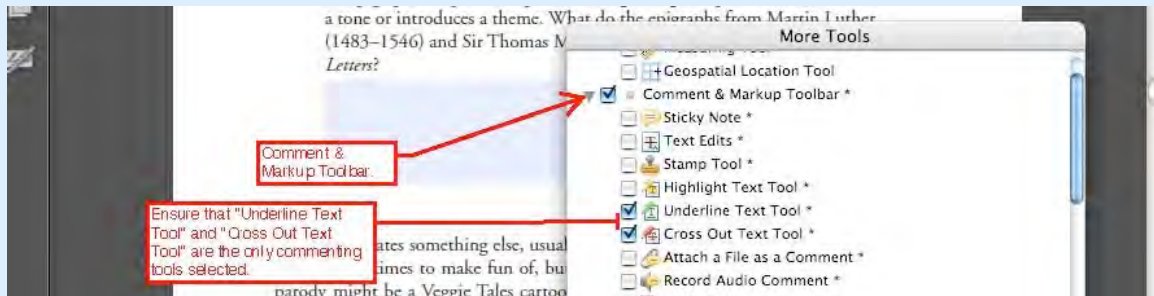 a tone or introduces a theme. What do the epigraphs from Martin Luther
(1483–1546) and Sir Thomas M
Letters?
More Tools
Measuring Tool
Geospatial Location Tool
Comment & Markup Toolbar *
Sticky Note *
Text Edits *
Stamp Tool *
Highlight Text Tool *
Underline Text Tool *
Cross Out Text Tool *
Attach a File as a Comment *
Record Audio Comment *
Comment &
Markup Toolbar.
Ensure that "Underline Text
Tool" and "Cross Out Text
Tool" are the only commenting
tools selected.
ates something else, usual
times to make fun of, bu
parody might be a Veggie Tales cartoo